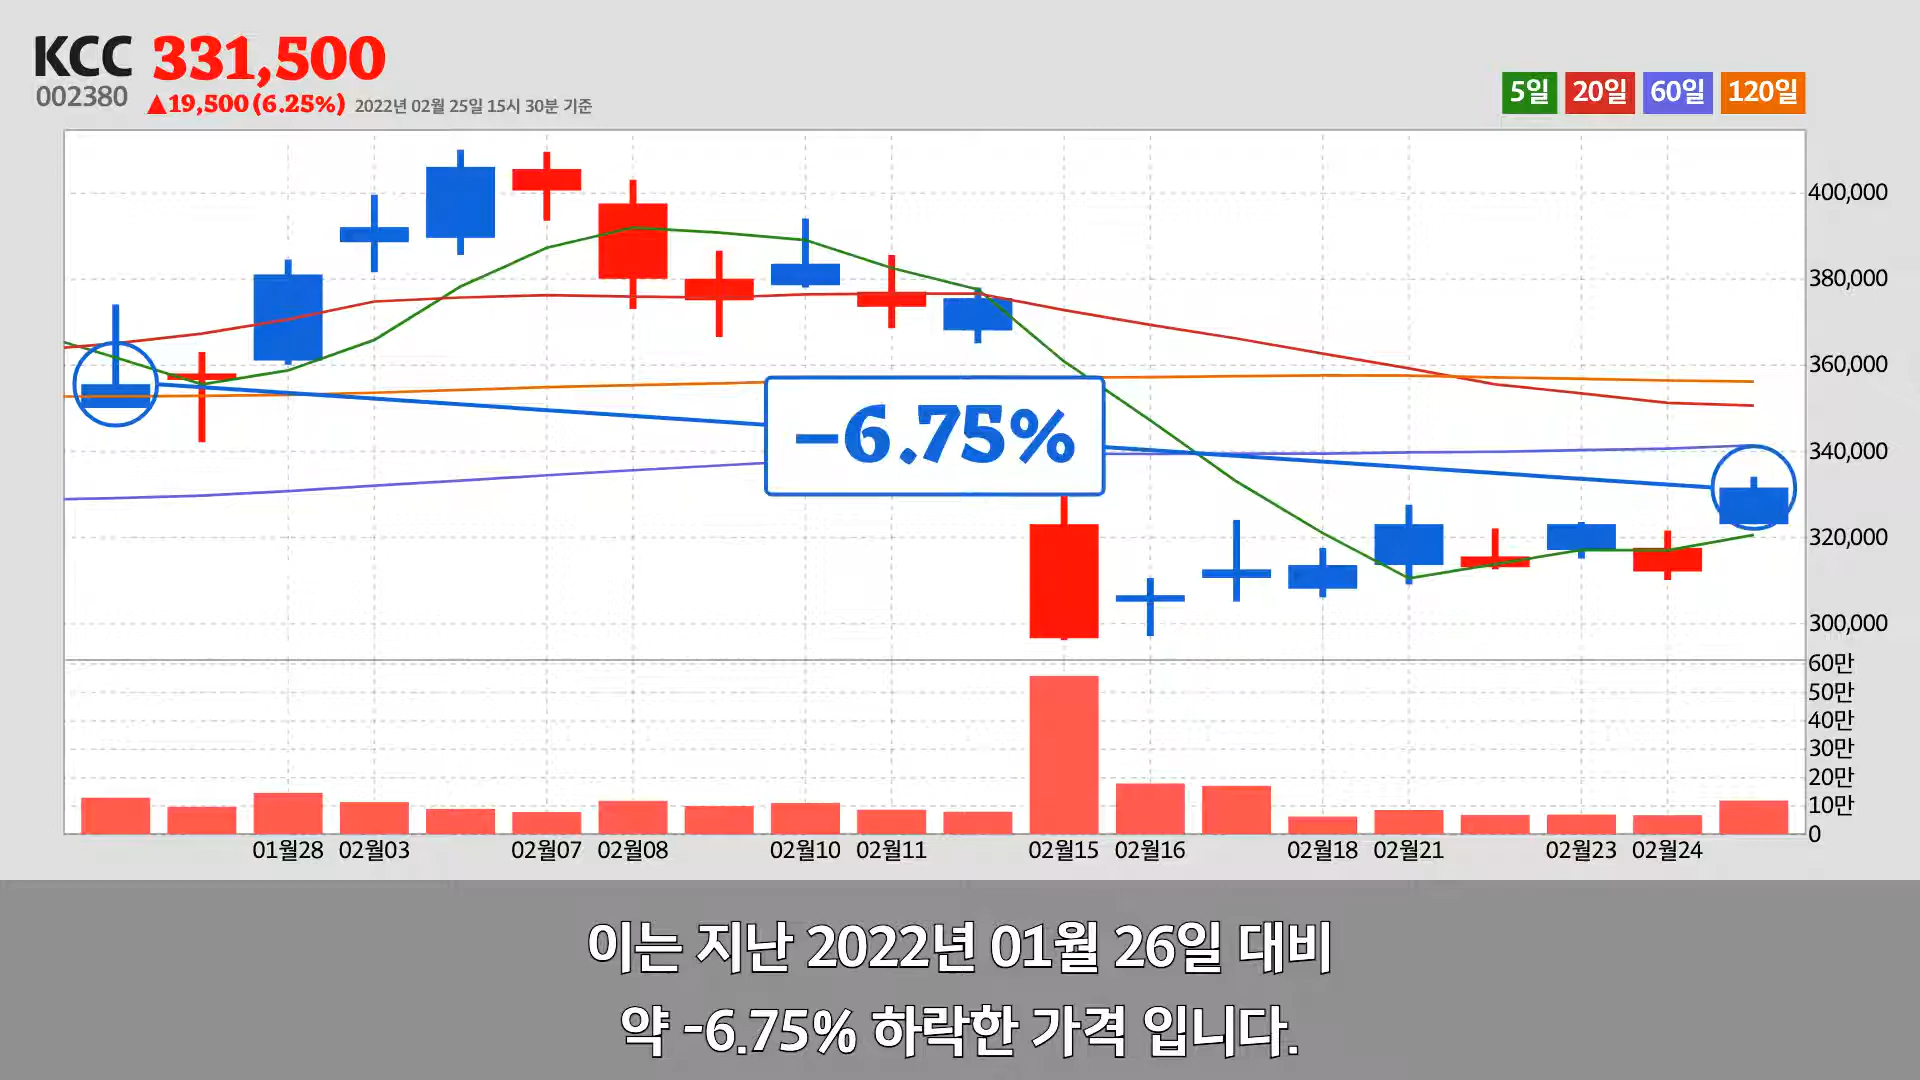 KCC 331,500
002380 ▲19,500 (6.25%) 2022년 02월 25일 15시 30분 기준
5일 20일 60일 120일
400,000
380,000
360,000
340,000
320,000
300,000
-6.75%
60만
50만
40만
30만
20만
10만
0
01월28 02월03 02월07 02월08 02월10 02월11 02월15 02월16 02월18 02월21 02월23 02월24
이는 지난 2022년 01월 26일 대비
약 -6.75% 하락한 가격 입니다.